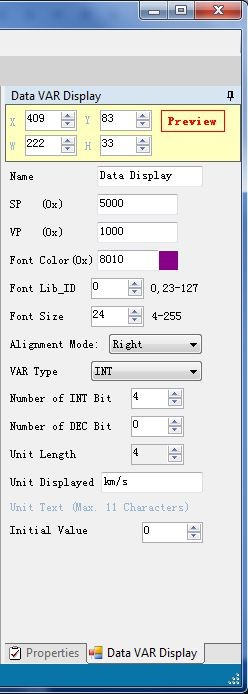 Data VAR Display
X 409 Y 83 Preview
W 222 H 33
Name Data Display
SP (0x) 5000
VP (0x) 1000
Font Color(0x) 8010
Font Lib_ID 0 0,23-127
Font Size 24 4-255
Alignment Mode: Right
VAR Type INT
Number of INT Bit 4
Number of DEC Bit 0
Unit Length 4
Unit Displayed km/s
Unit Text (Max. 11 Characters)
Initial Value 0
Properties Data VAR Display